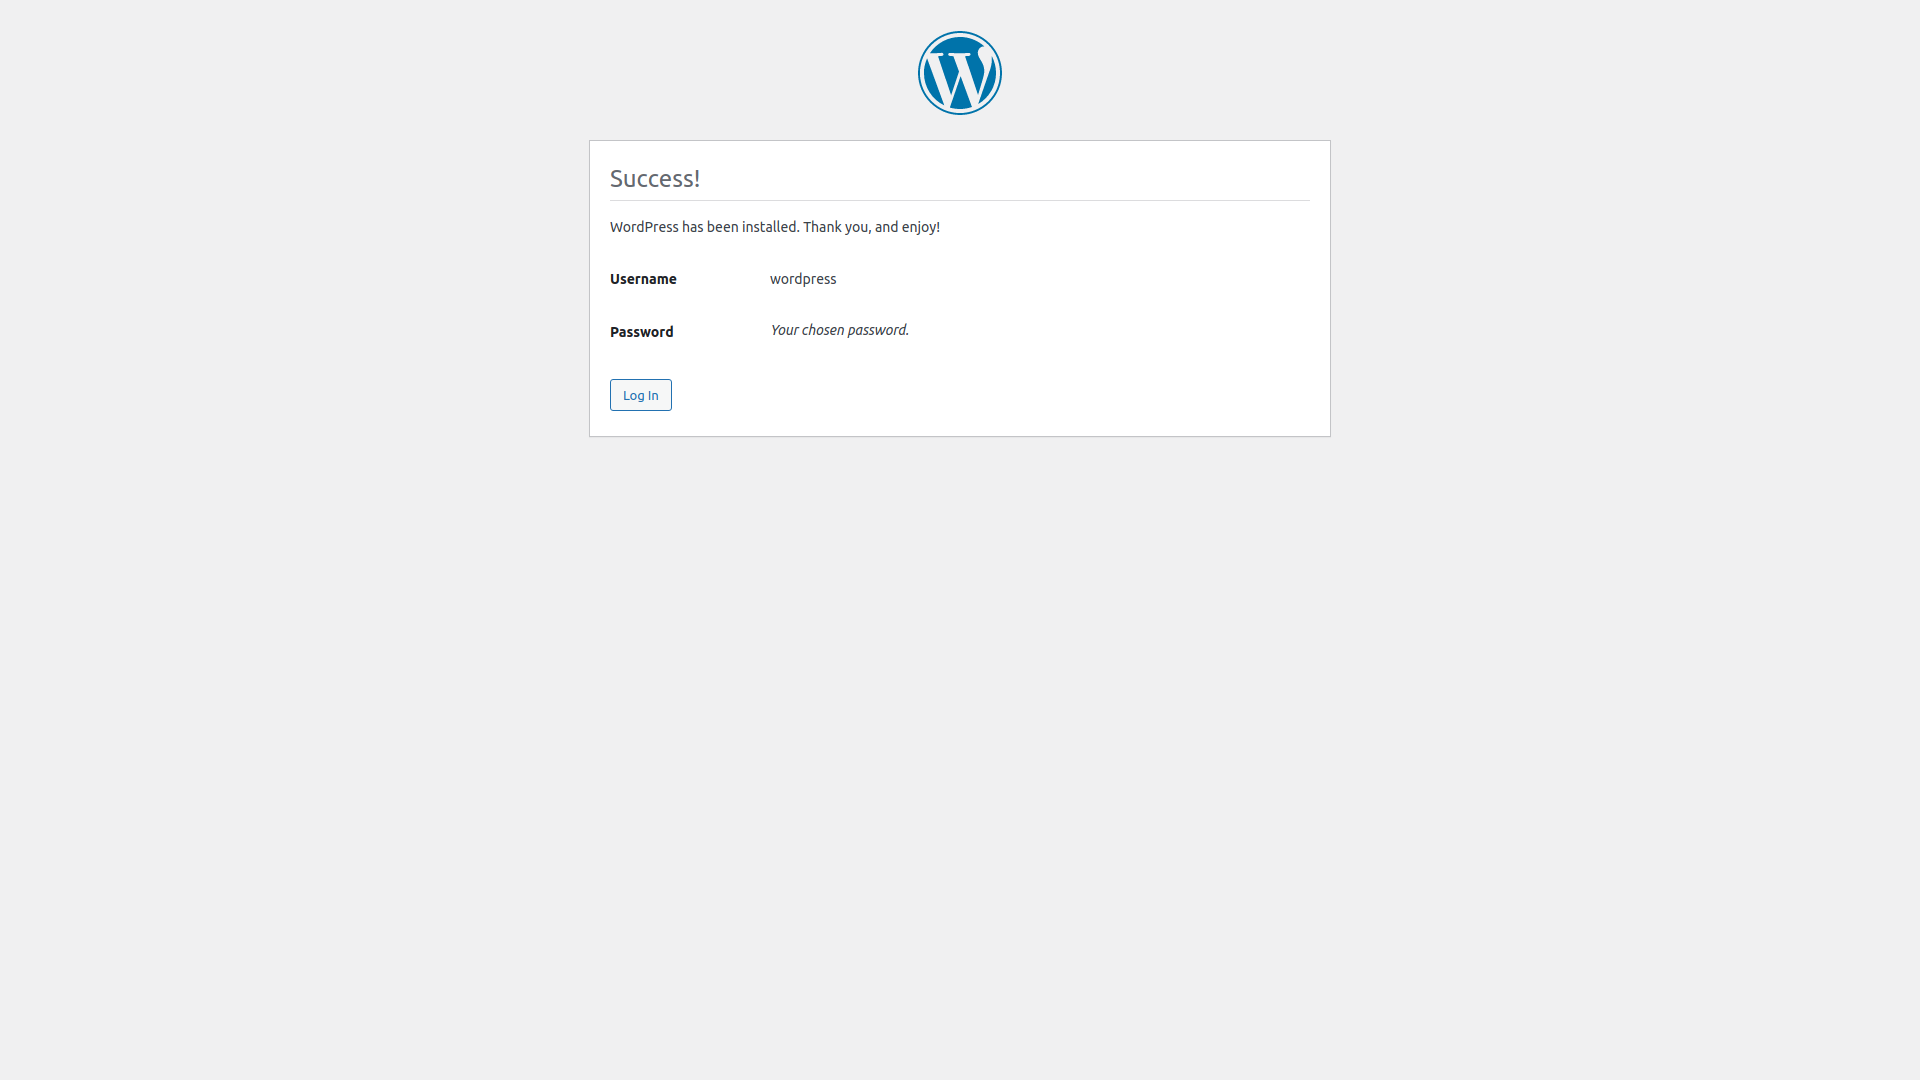 Success!
WordPress has been installed. Thank you, and enjoy!
Username wordpress
Password Your chosen password.
Log In